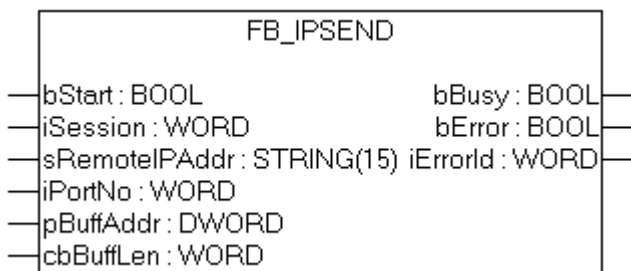 FB_IPSEND
bStart : BOOL bBusy : BOOL
iSession : WORD bError : BOOL
sRemoteIPAddr : STRING(15) iErrorId : WORD
iPortNo : WORD
pBuffAddr : DWORD
cbBuffLen : WORD